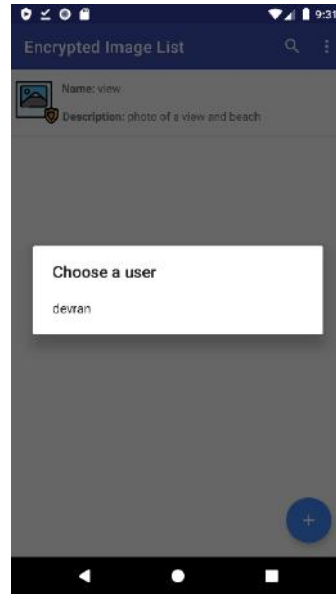 9:31
Encrypted Image List
Name: view
Description: photo of a view and beach
Choose a user
devran